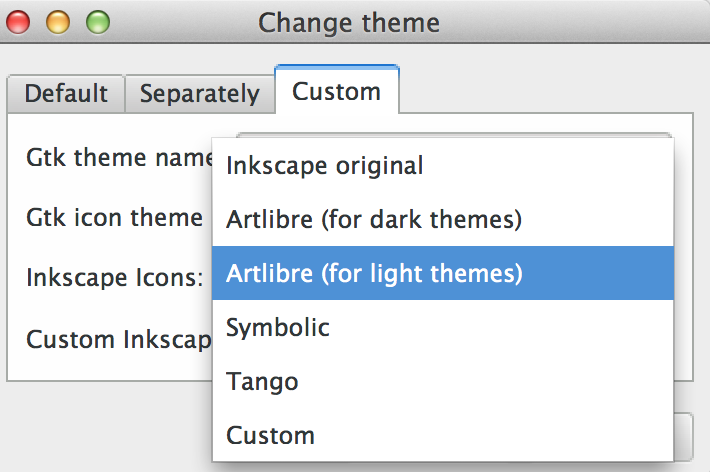 Change theme
Default Separately Custom
Gtk theme name
Inkscape original
Gtk icon theme
Artlibre (for dark themes)
Inkscape Icons:
Artlibre (for light themes)
Symbolic
Custom Inkscap
Tango
Custom